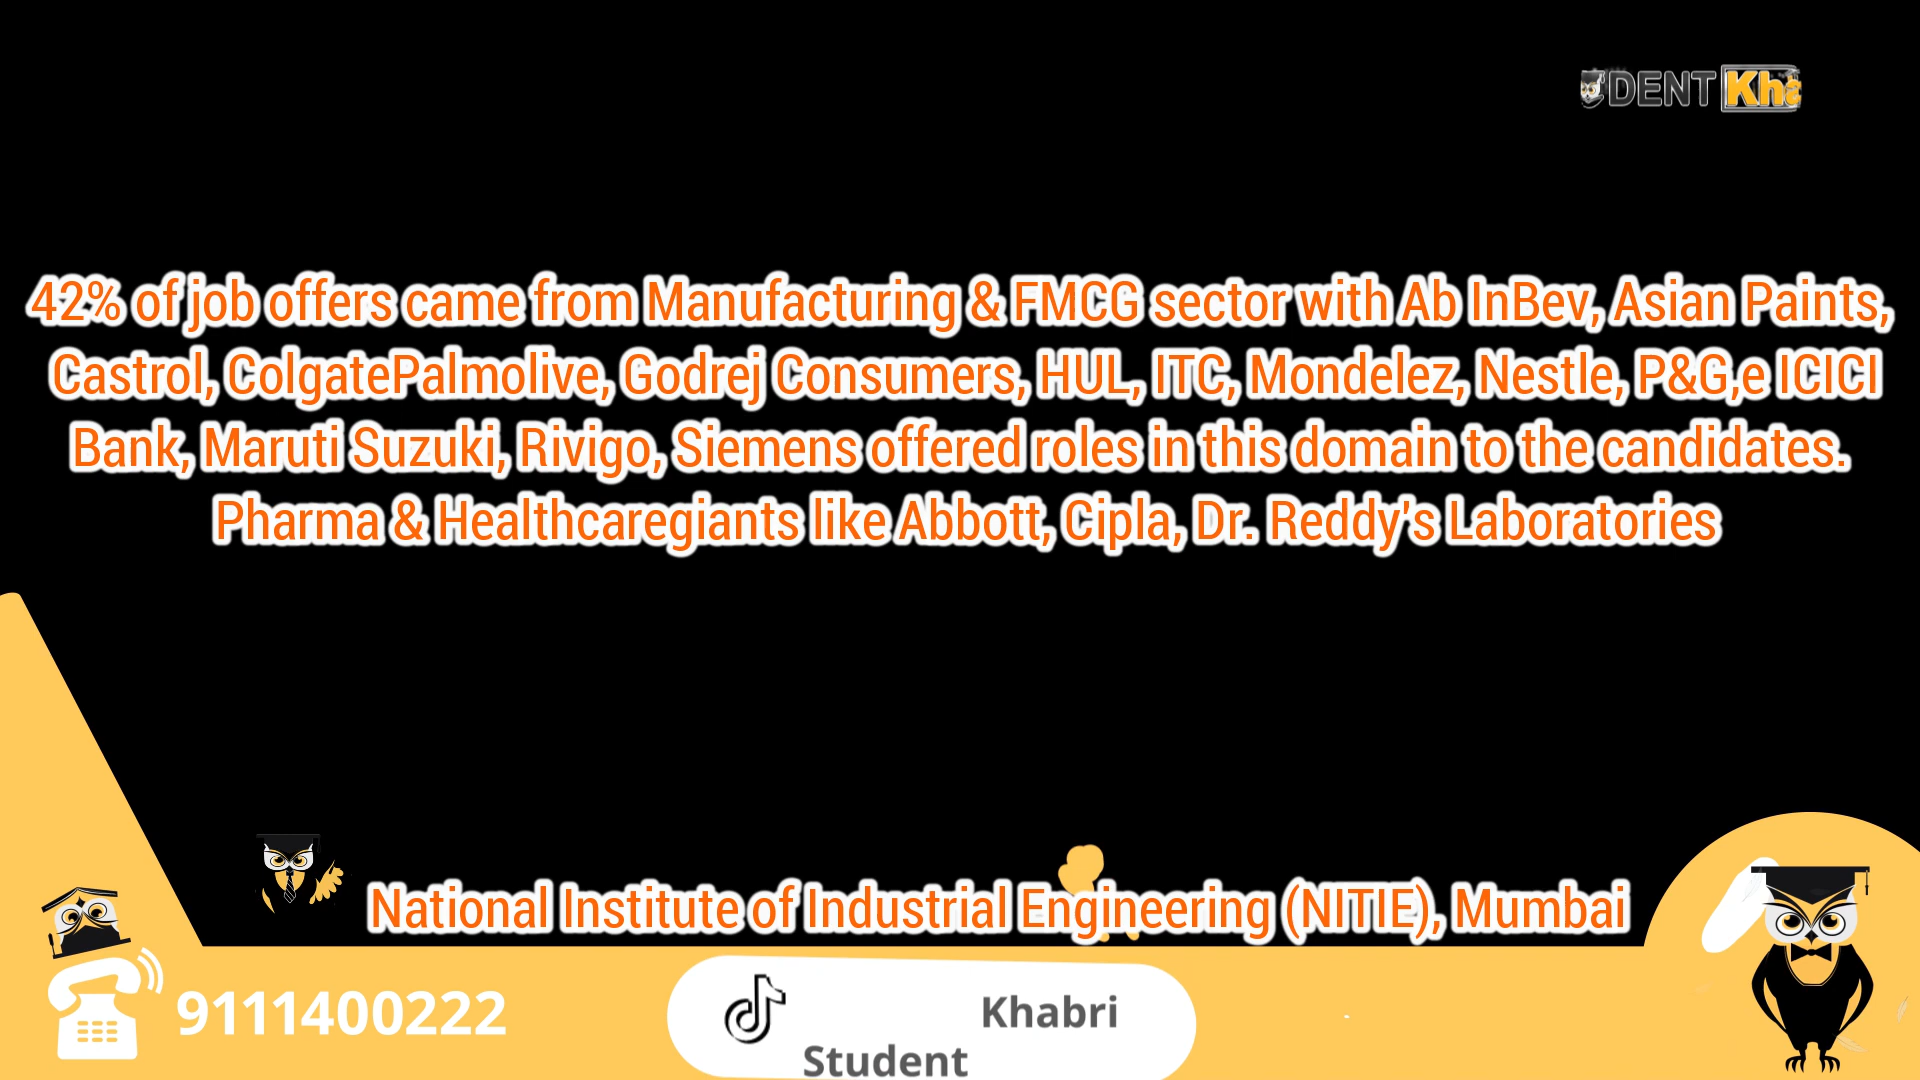 DENT Kha
42% of job offers came from Manufacturing & FMCG sector with Ab InBev, Asian Paints,
Castrol, ColgatePalmolive, Godrej Consumers, HUL, ITC, Mondelez, Nestle, P&G,e ICICI
Bank, Maruti Suzuki, Rivigo, Siemens offered roles in this domain to the candidates.
Pharma & Healthcaregiants like Abbott, Cipla, Dr. Reddy's Laboratories
National Institute of Industrial Engineering (NITIE), Mumbai
9111400222
Khabri
Student